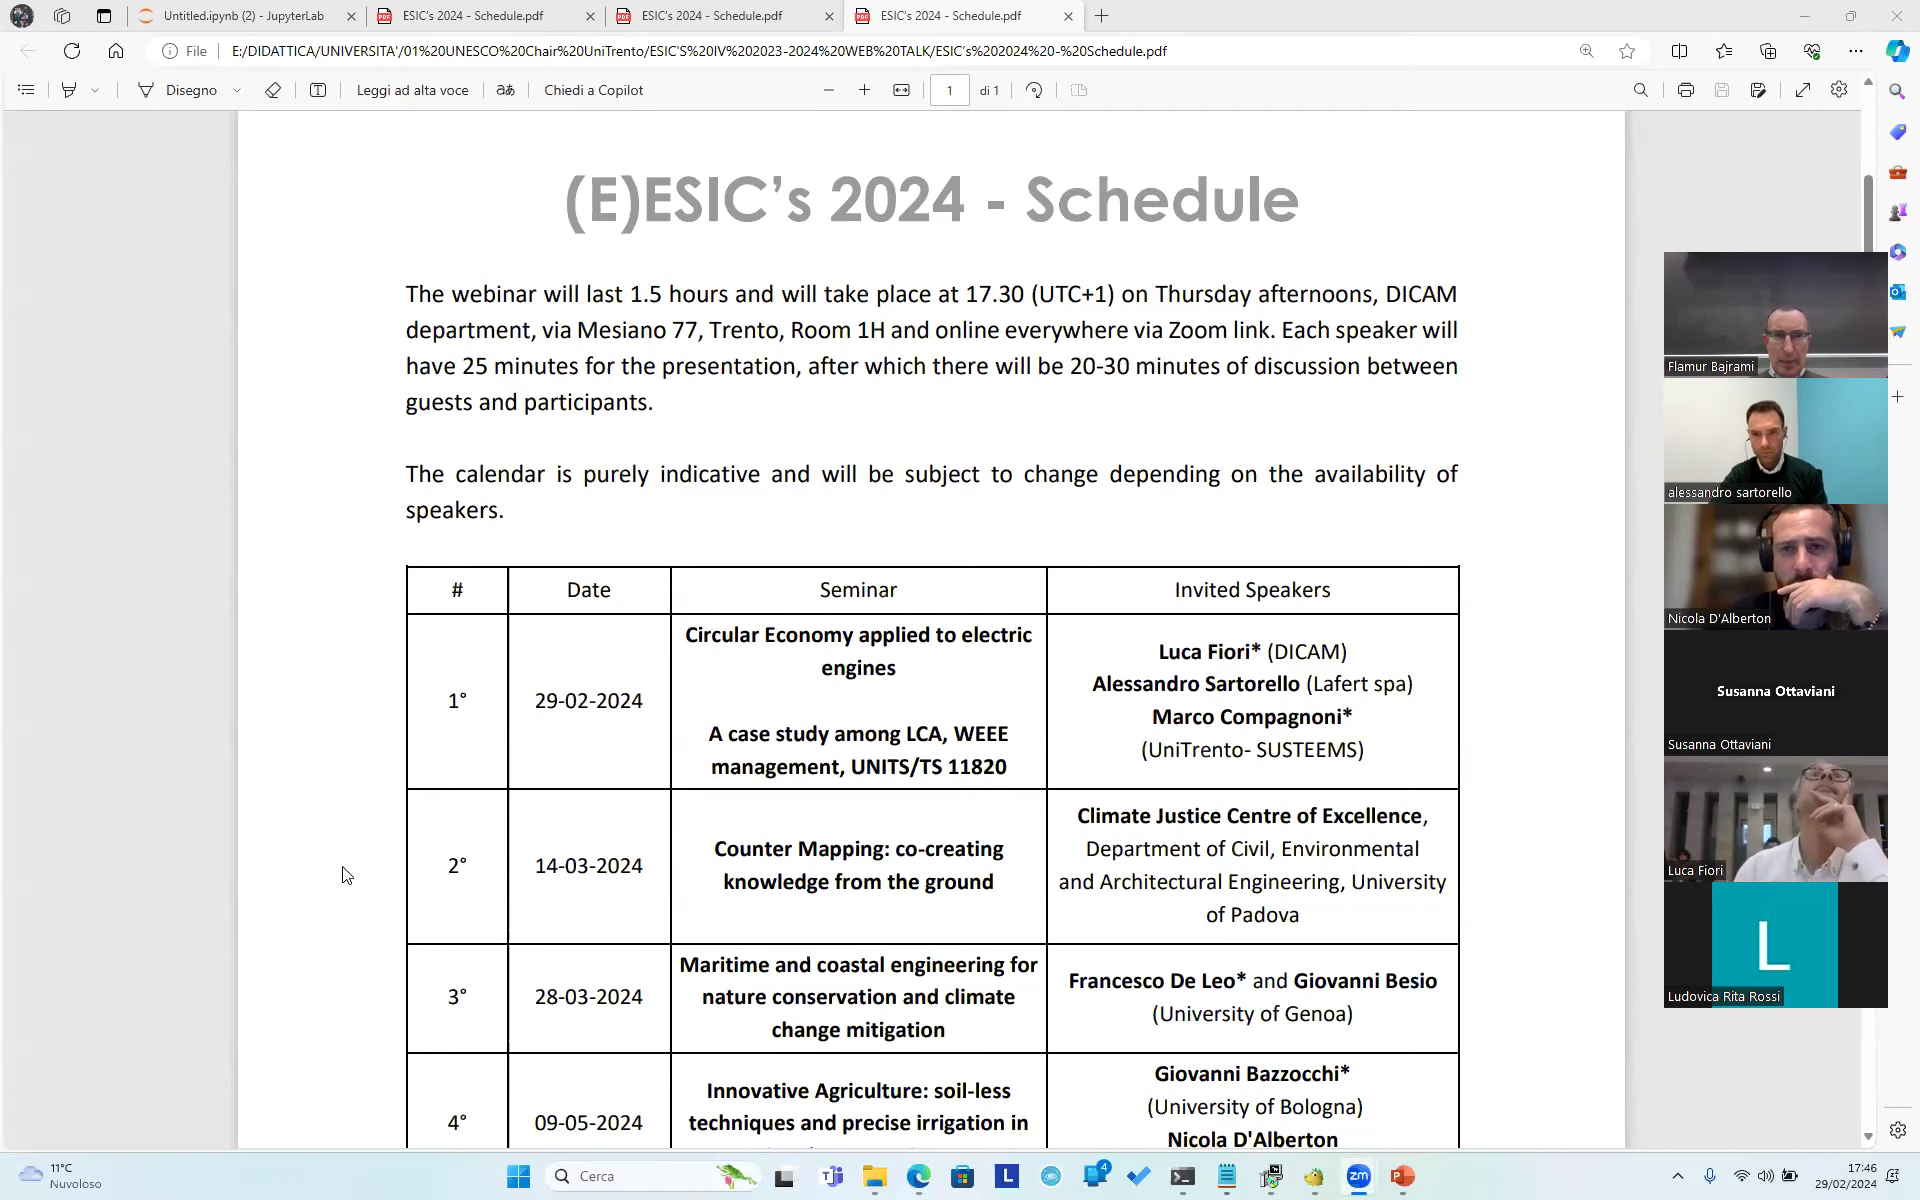 Untitled.ipynb (2) - JupyterLab
ESIC's 2024 - Schedule.pdf
ESIC's 2024 - Schedule.pdf
ESIC's 2024 - Schedule.pdf
File
E:/DIDATTICA/UNIVERSITA'/01%20UNESCO%20Chair%20UniTrento/ESIC'S%20IV%202023-2024%20WEB%20TALK/ESIC's%202024%20-%20Schedule.pdf
Disegno
Leggi ad alta voce
aあ
Chiedi a Copilot
1
di 1
(E)ESIC’s 2024 - Schedule
The webinar will last 1.5 hours and will take place at 17.30 (UTC+1) on Thursday afternoons, DICAM
department, via Mesiano 77, Trento, Room 1H and online everywhere via Zoom link. Each speaker will
have 25 minutes for the presentation, after which there will be 20-30 minutes of discussion between
guests and participants.
The calendar is purely indicative and will be subject to change depending on the availability of
speakers.
# Date Seminar Invited Speakers
1°
29-02-2024
Circular Economy applied to electric
engines
A case study among LCA, WEEE
management, UNITS/TS 11820
Luca Fiori* (DICAM)
Alessandro Sartorello (Lafert spa)
Marco Compagnoni*
(UniTrento- SUSTEEMS)
2°
14-03-2024
Counter Mapping: co-creating
knowledge from the ground
Climate Justice Centre of Excellence,
Department of Civil, Environmental
and Architectural Engineering, University
of Padova
3°
28-03-2024
Maritime and coastal engineering for
nature conservation and climate
change mitigation
Francesco De Leo* and Giovanni Besio
(University of Genoa)
4°
09-05-2024
Innovative Agriculture: soil-less
techniques and precise irrigation in
Giovanni Bazzocchi*
(University of Bologna)
Nicola D'Alberton
Flamur Bajrami
alessandro sartorello
Nicola D'Alberton
Susanna Ottaviani
Susanna Ottaviani
Luca Fiori
L
Ludovica Rita Rossi
11°C
Nuvoloso
Cerca
L
4
zm
17:46
29/02/2024